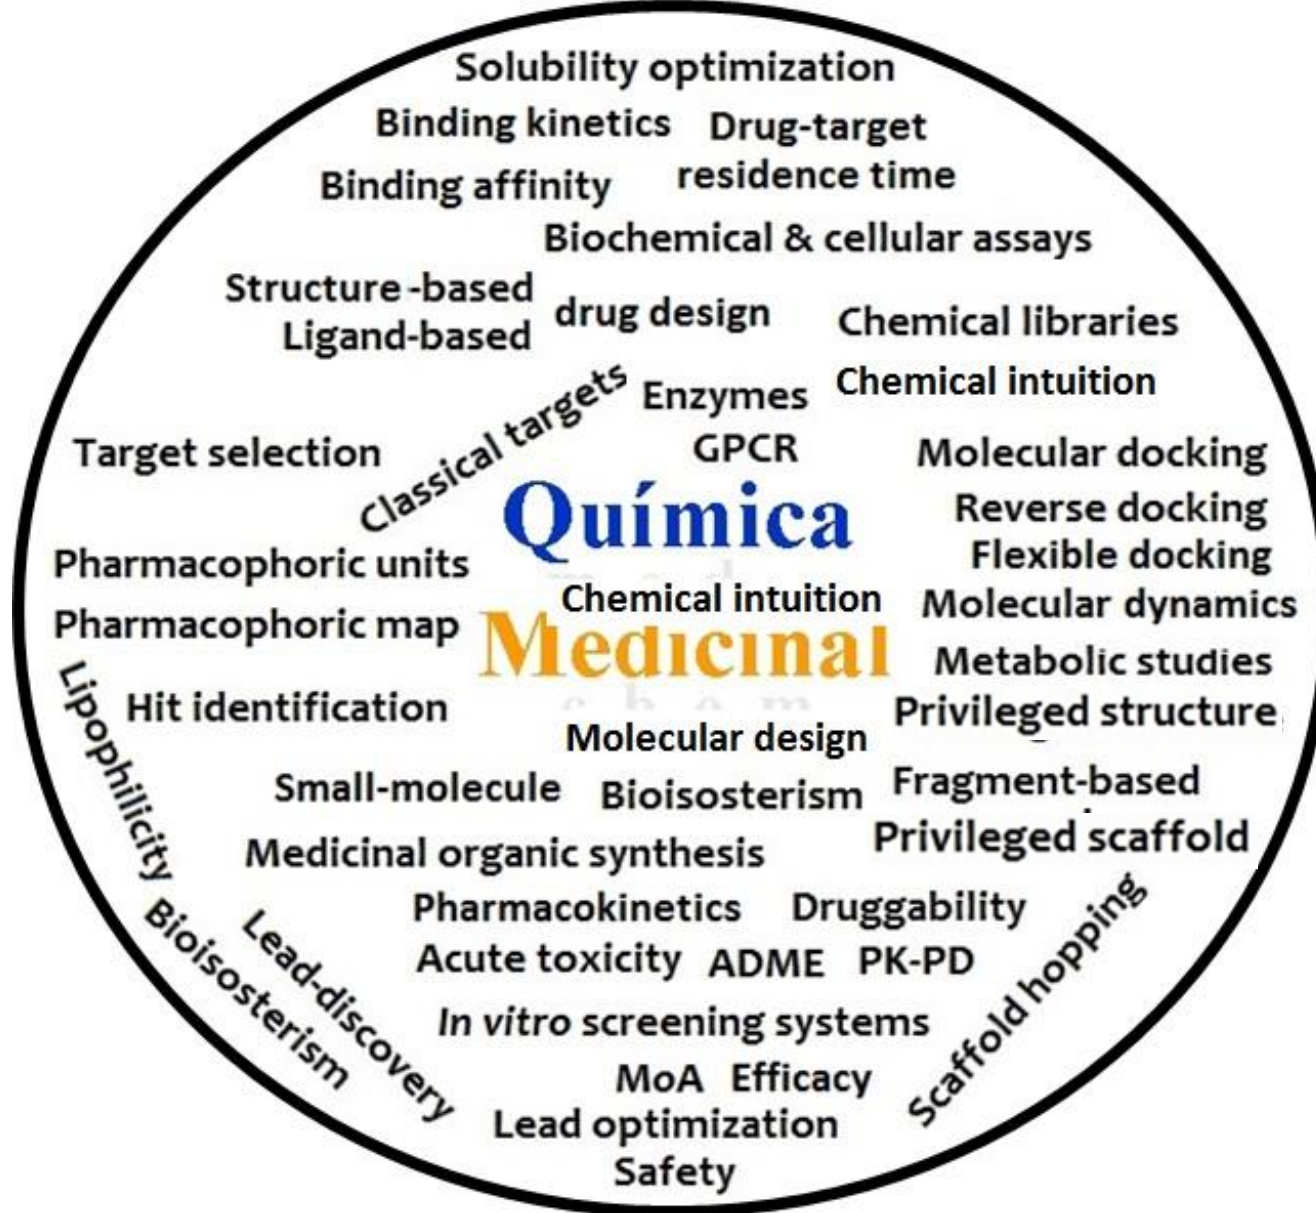 Solubility optimization
Binding kinetics
Drug-target
residence time
Binding affinity
Biochemical & cellular assays
Structure-based
Ligand-based
drug design
Chemical libraries
Chemical intuition
Classical targets
Enzymes
GPCR
Target selection
Molecular docking
Reverse docking
Flexible docking
Química
Pharmacophoric units
Chemical intuition
Molecular dynamics
Pharmacophoric map
Medicinal
Metabolic studies
chem
Lipophilicity
Hit identification
Privileged structure
Molecular design
Small-molecule
Bioisosterism
Fragment-based
Privileged scaffold
Medicinal organic synthesis
Pharmacokinetics
Druggability
Bioisosterism
Lead-discovery
Acute toxicity
ADME
PK-PD
Scaffold hopping
In vitro screening systems
MoA
Efficacy
Lead optimization
Safety